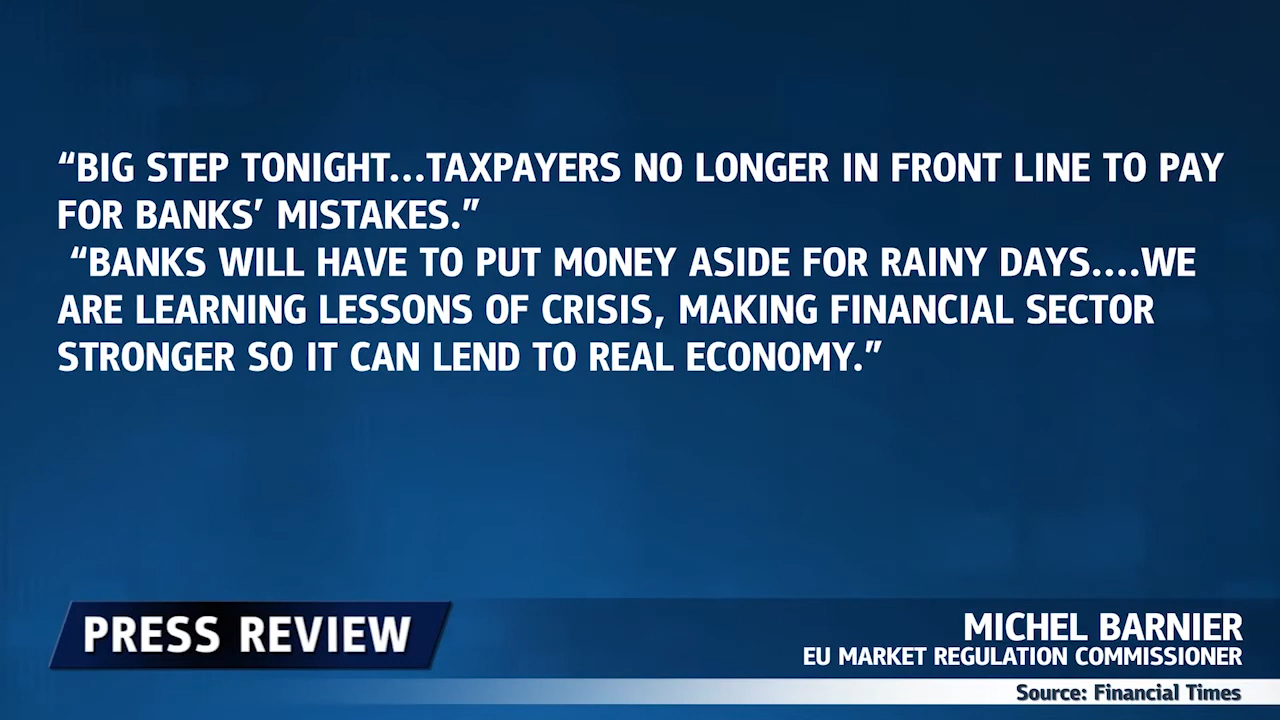 “BIG STEP TONIGHT...TAXPAYERS NO LONGER IN FRONT LINE TO PAY
FOR BANKS’ MISTAKES.”
“BANKS WILL HAVE TO PUT MONEY ASIDE FOR RAINY DAYS....WE
ARE LEARNING LESSONS OF CRISIS, MAKING FINANCIAL SECTOR
STRONGER SO IT CAN LEND TO REAL ECONOMY.”
PRESS REVIEW
MICHEL BARNIER
EU MARKET REGULATION COMMISSIONER
Source: Financial Times